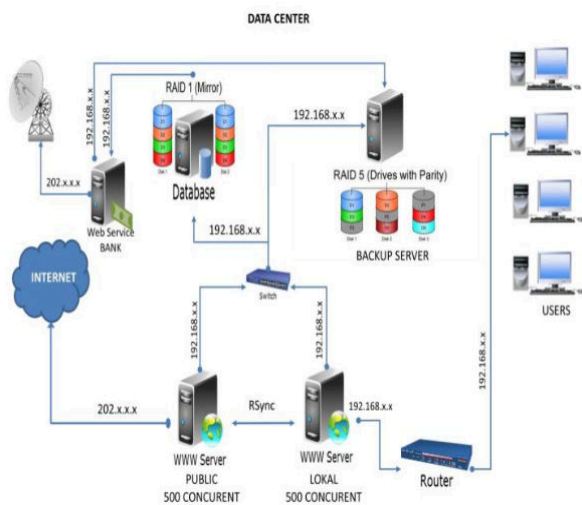 DATA CENTER
RAID 1 (Mirror)
192.168.x.x
192.168.x.x
192.168.x.x
Database
202.x.x.x
Web Service
BANK
RAID 5 (Drives with Parity)
BACKUP SERVER
192.168.x.x
INTERNET
Switch
USERS
192.168.x.x
192.168.x.x
192.168.x.x
202.x.x.x
RSync
192.168.x.x
WWW Server
PUBLIC
500 CONCURENT
WWW Server
LOKAL
500 CONCURENT
Router